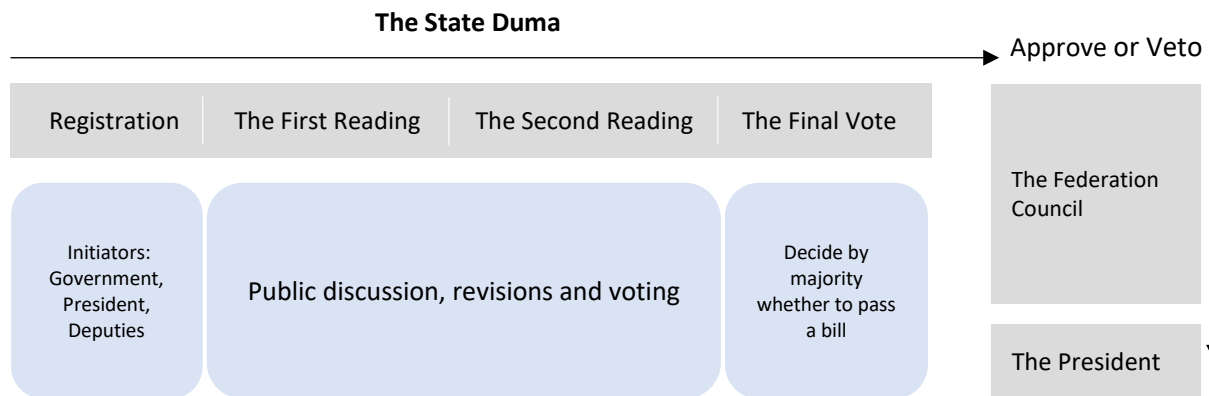 The State Duma
Approve or Veto
Registration
The First Reading
The Second Reading
The Final Vote
Initiators:
Government,
President,
Deputies
Public discussion, revisions and voting
Decide by
majority
whether to pass
a bill
The Federation
Council
The President